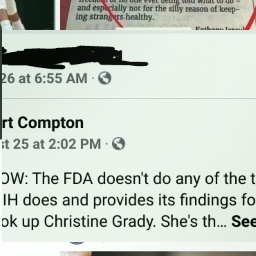 and especially not for the silly reason of keep-
ing strangers healthy.
26 at 6:55 AM ·
rt Compton
st 25 at 2:02 PM ·
OW: The FDA doesn't do any of the t
IH does and provides its findings fo
ok up Christine Grady. She's th... See